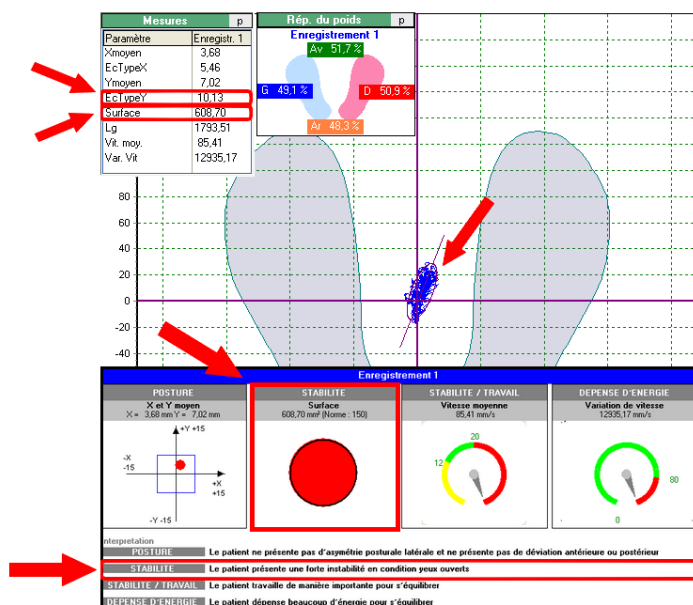 Mesures p
Paramètre Enregistr. 1
Xmoyen 3,68
EcTypeX 5,46
Ymoyen 7,02
EcTypeY 10,13
Surface 608,70
Lg 1793,51
Vit. moy. 85,41
Var. Vit 12935,17
Rép. du poids p
Enregistrement 1
Av 51,7 %
G 49,1 % D 50,9 %
Ar 48,3 %
80
60
40
20
0
-20
-40
Enregistrement 1
POSTURE STABILITE STABILITE / TRAVAIL DEPENSE D'ENERGIE
X et Y moyen Surface Vitesse moyenne Variation de vitesse
X = 3,68 mm Y = 7,02 mm 608,70 mm² (Norme : 150) 85,41 mm/s 12935,17 mm/s
+Y +15
-X
-15
+X
+15
-Y -15
20
12
80
0
nterpretation
POSTURE Le patient ne présente pas d'asymétrie posturale latérale et ne présente pas de déviation antérieure ou postérieur
STABILITE Le patient présente une forte instabilité en condition yeux ouverts
STABILITE / TRAVAIL Le patient travaille de manière importante pour s'équilibrer
DEPENSE D'ENERGIE Le patient dépense beaucoup d'énergie pour s'équilibrer